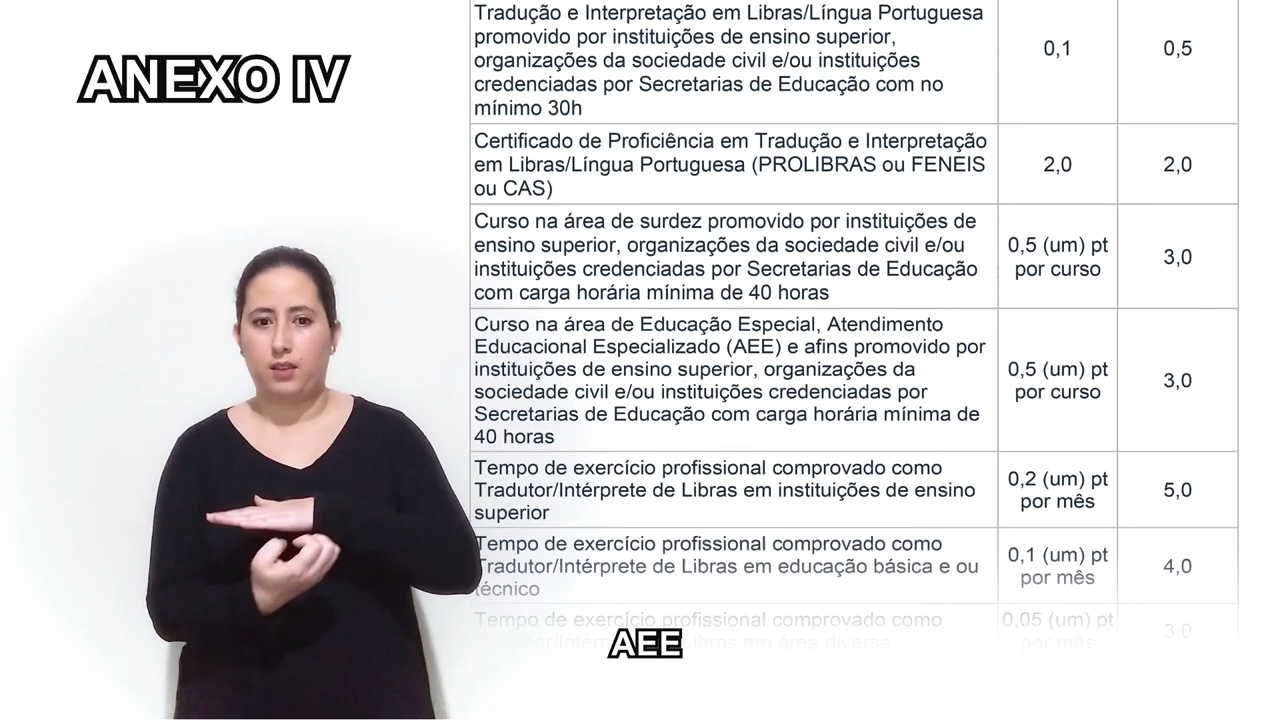 ANEXO IV
Tradução e Interpretação em Libras/Língua Portuguesa
promovido por instituições de ensino superior,
organizações da sociedade civil e/ou instituições
credenciadas por Secretarias de Educação com no
mínimo 30h
0,1
0,5
Certificado de Proficiência em Tradução e Interpretação
em Libras/Língua Portuguesa (PROLIBRAS ou FENEIS
ou CAS)
2,0
2,0
Curso na área de surdez promovido por instituições de
ensino superior, organizações da sociedade civil e/ou
instituições credenciadas por Secretarias de Educação
com carga horária mínima de 40 horas
0,5 (um) pt
por curso
3,0
Curso na área de Educação Especial, Atendimento
Educacional Especializado (AEE) e afins promovido por
instituições de ensino superior, organizações da
sociedade civil e/ou instituições credenciadas por
Secretarias de Educação com carga horária mínima de
40 horas
0,5 (um) pt
por curso
3,0
Tempo de exercício profissional comprovado como
Tradutor/Intérprete de Libras em instituições de ensino
superior
0,2 (um) pt
por mês
5,0
Tempo de exercício profissional comprovado como
Tradutor/Intérprete de Libras em educação básica e ou
técnico
0,1 (um) pt
por mês
4,0
Tempo de exercício profissional comprovado como
Libras em área diversa
0,05 (um) pt
por mês
3,0
AEE